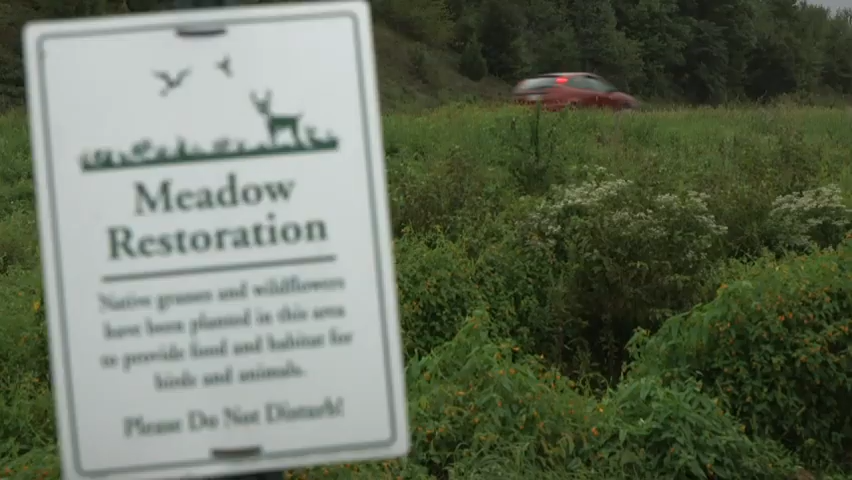 Meadow
Restoration
Native grasses and wildflowers
have been planted in this area
to provide food and habitat for
birds and animals.
Please Do Not Disturb!